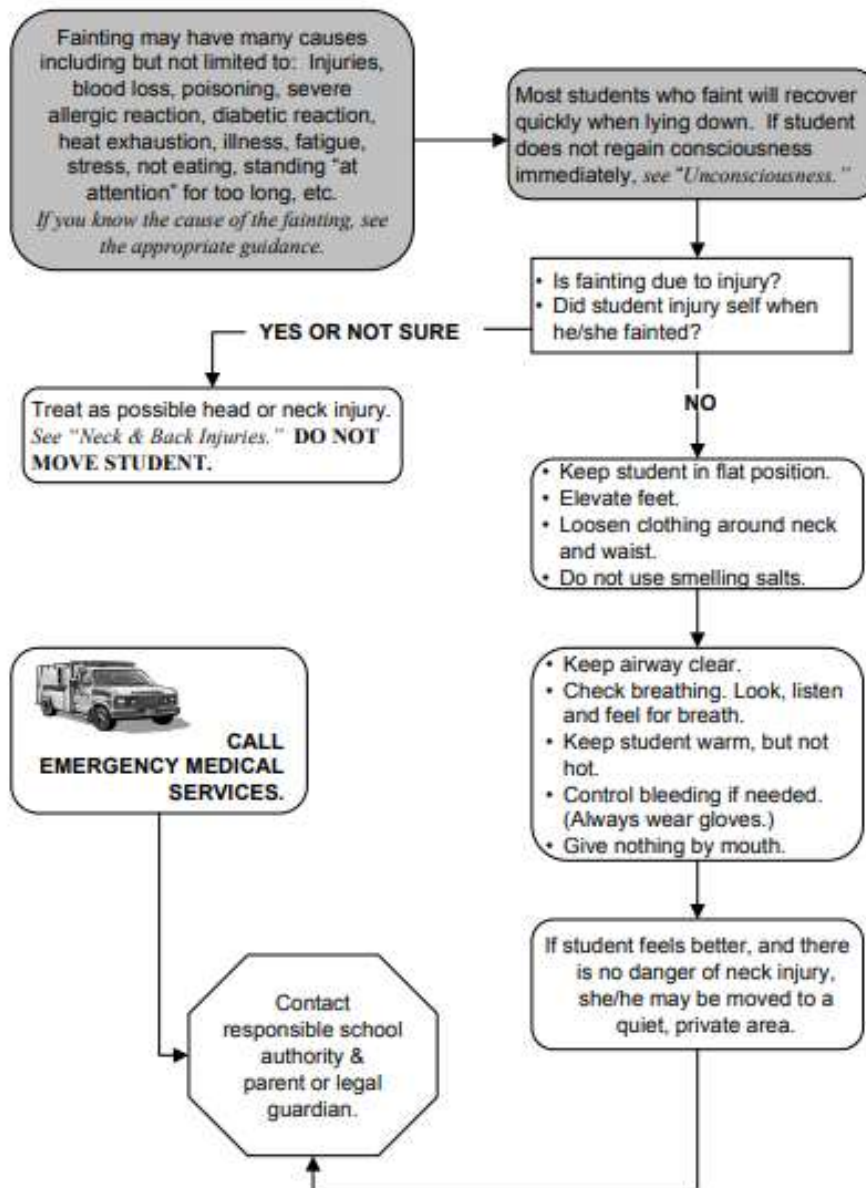 Fainting may have many causes
including but not limited to: Injuries,
blood loss, poisoning, severe
allergic reaction, diabetic reaction,
heat exhaustion, illness, fatigue,
stress, not eating, standing “at
attention” for too long, etc.
If you know the cause of the fainting, see
the appropriate guidance.
Most students who faint will recover
quickly when lying down. If student
does not regain consciousness
immediately, see “Unconsciousness.”
• Is fainting due to injury?
• Did student injury self when
he/she fainted?
YES OR NOT SURE
Treat as possible head or neck injury.
See “Neck & Back Injuries.” DO NOT
MOVE STUDENT.
NO
• Keep student in flat position.
• Elevate feet.
• Loosen clothing around neck
and waist.
• Do not use smelling salts.
• Keep airway clear.
• Check breathing. Look, listen
and feel for breath.
• Keep student warm, but not
hot.
• Control bleeding if needed.
(Always wear gloves.)
• Give nothing by mouth.
CALL
EMERGENCY MEDICAL
SERVICES.
If student feels better, and there
is no danger of neck injury,
she/he may be moved to a
quiet, private area.
Contact
responsible school
authority &
parent or legal
guardian.